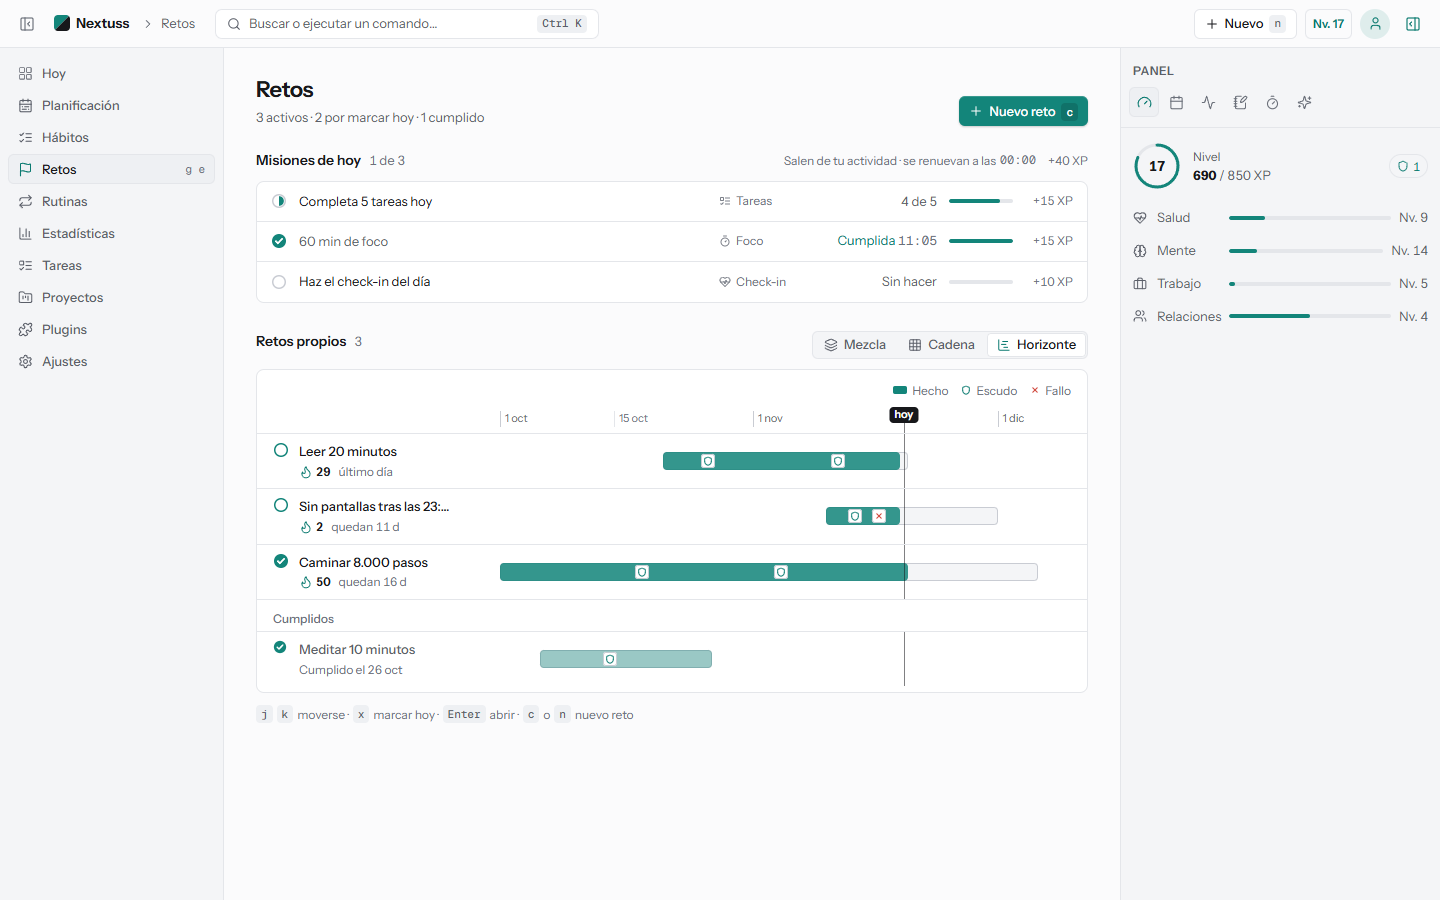 Nextuss > Retos
Buscar o ejecutar un comando... Ctrl K
+ Nuevo n
Nv. 17
Hoy
Planificación
Hábitos
Retos g e
Rutinas
Estadísticas
Tareas
Proyectos
Plugins
Ajustes
Retos
3 activos · 2 por marcar hoy · 1 cumplido
+ Nuevo reto c
Misiones de hoy 1 de 3
Salen de tu actividad · se renuevan a las 00:00 +40 XP
Completa 5 tareas hoy Tareas 4 de 5 +15 XP
60 min de foco Foco Cumplida 11:05 +15 XP
Haz el check-in del día Check-in Sin hacer +10 XP
Retos propios 3
Mezcla Cadena Horizonte
Hecho Escudo Fallo
1 oct 15 oct 1 nov hoy 1 dic
Leer 20 minutos
29 último día
Sin pantallas tras las 23:...
2 quedan 11 d
Caminar 8.000 pasos
50 quedan 16 d
Cumplidos
Meditar 10 minutos
Cumplido el 26 oct
j k moverse · x marcar hoy · Enter abrir · c o n nuevo reto
PANEL
17
Nivel
690 / 850 XP
1
Salud Nv. 9
Mente Nv. 14
Trabajo Nv. 5
Relaciones Nv. 4